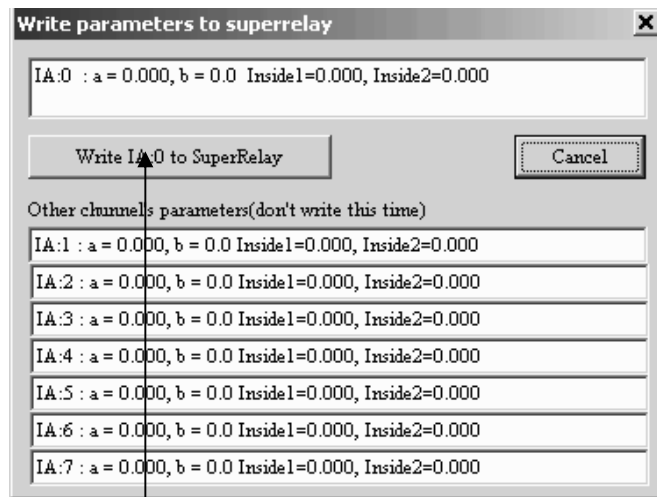 Write parameters to superrelay
IA:0 : a = 0.000, b = 0.0 Inside1=0.000, Inside2=0.000
Write IA:0 to SuperRelay
Cancel
Other chunnels parameters(don't write this time)
IA:1 : a = 0.000, b = 0.0 Inside1=0.000, Inside2=0.000
IA:2 : a = 0.000, b = 0.0 Inside1=0.000, Inside2=0.000
IA:3 : a = 0.000, b = 0.0 Inside1=0.000, Inside2=0.000
IA:4 : a = 0.000, b = 0.0 Inside1=0.000, Inside2=0.000
IA:5 : a = 0.000, b = 0.0 Inside1=0.000, Inside2=0.000
IA:6 : a = 0.000, b = 0.0 Inside1=0.000, Inside2=0.000
IA:7 : a = 0.000, b = 0.0 Inside1=0.000, Inside2=0.000